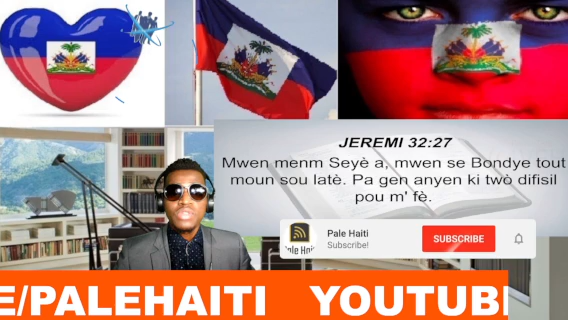 JEREMI 32:27
Mwen menm Seyè a, mwen se Bondye tout
moun sou latè. Pa gen anyen ki twò difisil
pou m' fè.
Pale Haiti
Subscribe!
SUBSCRIBE
E/PALEHAITI YOUTUB